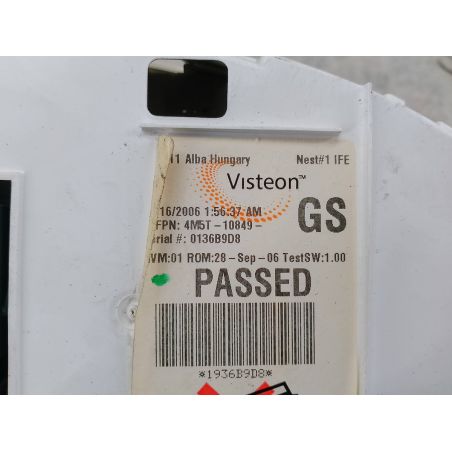 11 Alba Hungary Nest#1 IFE
Visteon™
16/2006 1:56:37 AM
FPN: 4M5T-10849- GS
rial #: 0136B9D8
VM:01 ROM:28-Sep-06 TestSW:1.00
PASSED
*1936B9D8*